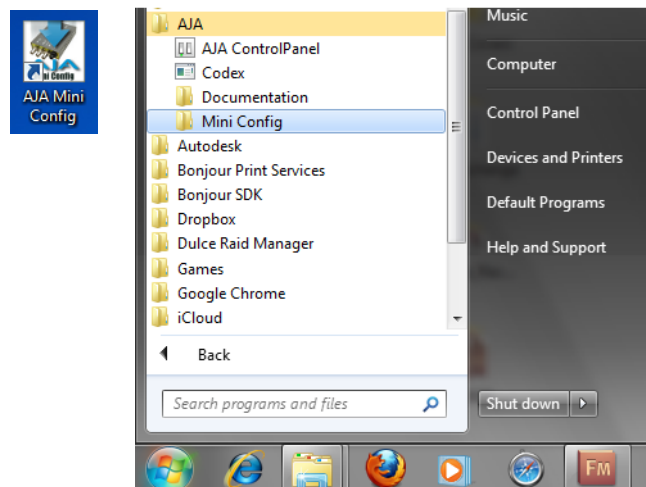 ni Config
AJA Mini
Config
AJA
AJA ControlPanel
Codex
Documentation
Mini Config
Autodesk
Bonjour Print Services
Bonjour SDK
Dropbox
Dulce Raid Manager
Games
Google Chrome
iCloud
Back
Search programs and files
Music
Computer
Control Panel
Devices and Printers
Default Programs
Help and Support
Shut down
FM